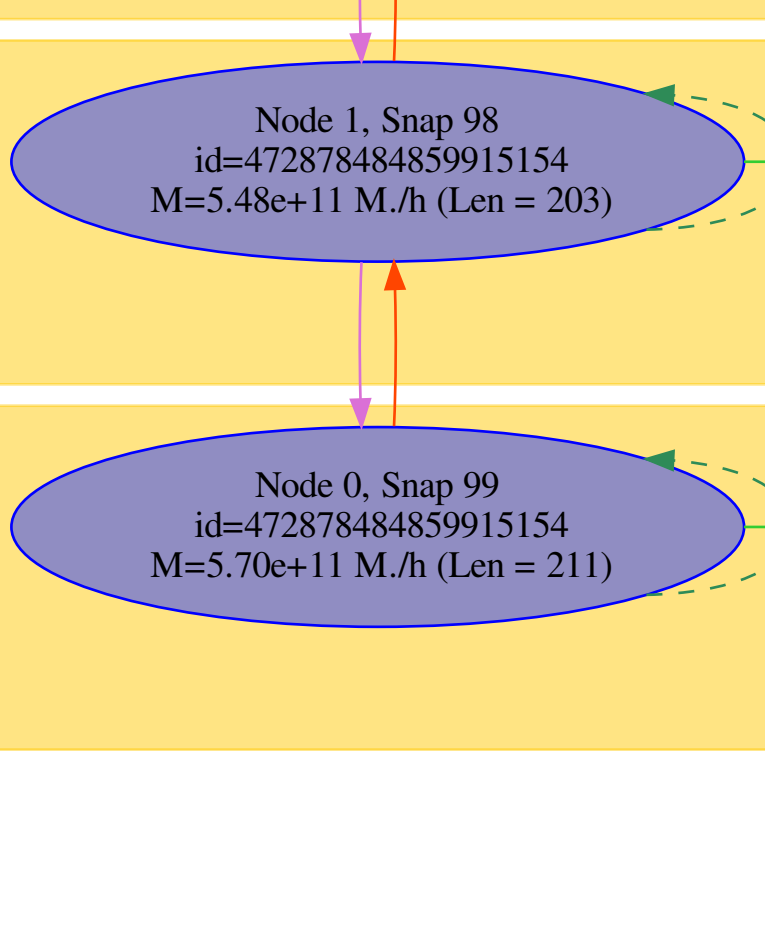 Node 1, Snap 98
id=472878484859915154
M=5.48e+11 M./h (Len = 203)
Node 0, Snap 99
id=472878484859915154
M=5.70e+11 M./h (Len = 211)